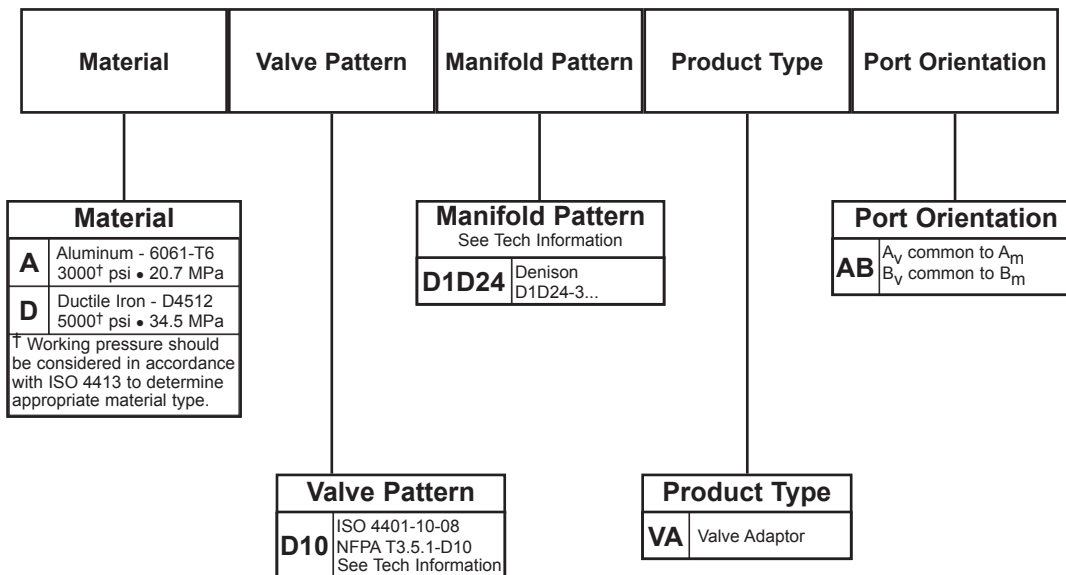 Material
Valve Pattern
Manifold Pattern
Product Type
Port Orientation
Material
A
Aluminum - 6061-T6
3000† psi • 20.7 MPa
D
Ductile Iron - D4512
5000† psi • 34.5 MPa
† Working pressure should
be considered in accordance
with ISO 4413 to determine
appropriate material type.
Manifold Pattern
See Tech Information
D1D24
Denison
D1D24-3...
Port Orientation
AB
Av common to Am
Bv common to Bm
Valve Pattern
D10
ISO 4401-10-08
NFPA T3.5.1-D10
See Tech Information
Product Type
VA
Valve Adaptor